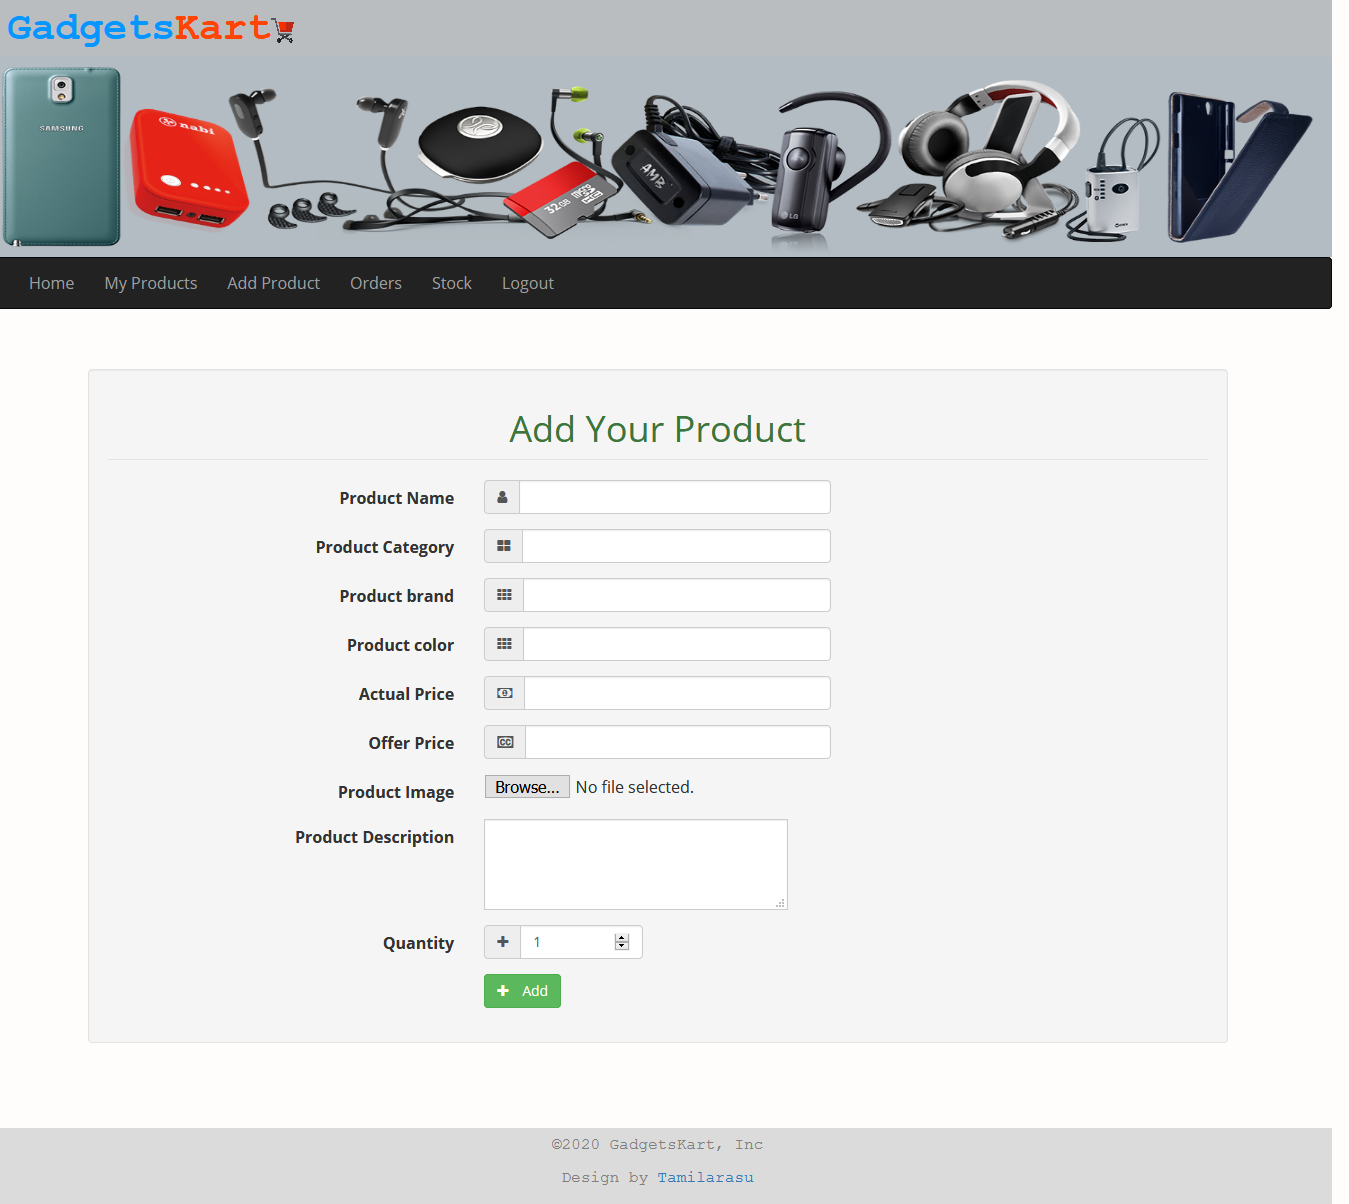 GadgetsKart
SAMSUNG
nabi
32GB
micro
AMB
LG
Home My Products Add Product Orders Stock Logout
Add Your Product
Product Name
Product Category
Product brand
Product color
Actual Price
Offer Price
Product Image Browse... No file selected.
Product Description
Quantity 1
Add
©2020 GadgetsKart, Inc
Design by Tamilarasu